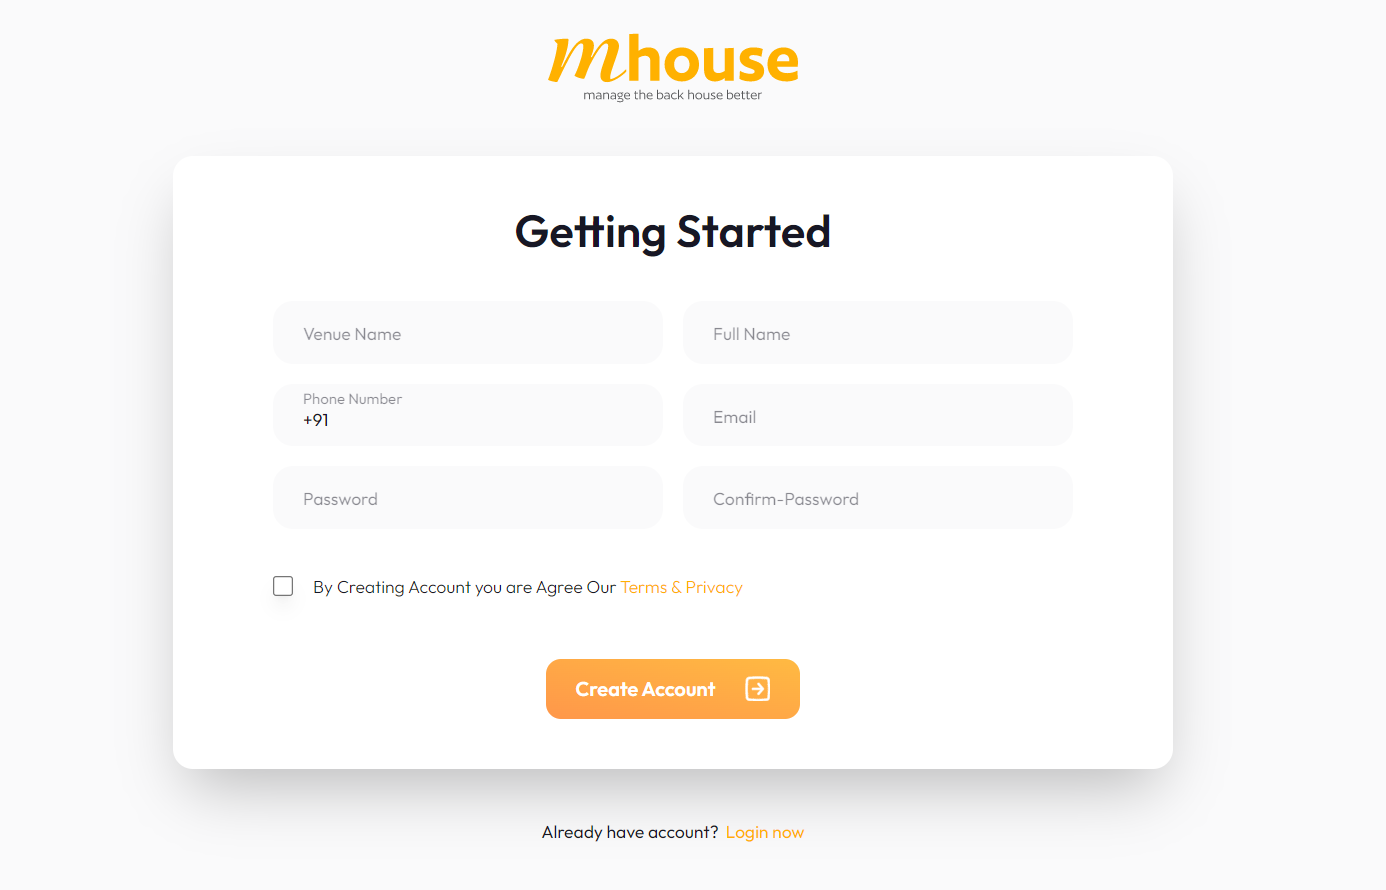 mhouse
manage the back house better
Getting Started
Venue Name
Full Name
Phone Number
+91
Email
Password
Confirm-Password
By Creating Account you are Agree Our Terms & Privacy
Create Account
Already have account? Login now